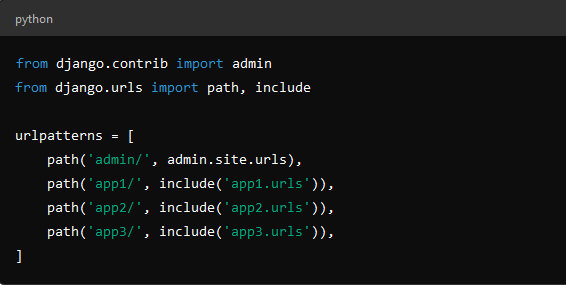 python
from django.contrib import admin
from django.urls import path, include
urlpatterns = [
    path('admin/', admin.site.urls),
    path('app1/', include('app1.urls')),
    path('app2/', include('app2.urls')),
    path('app3/', include('app3.urls')),
]